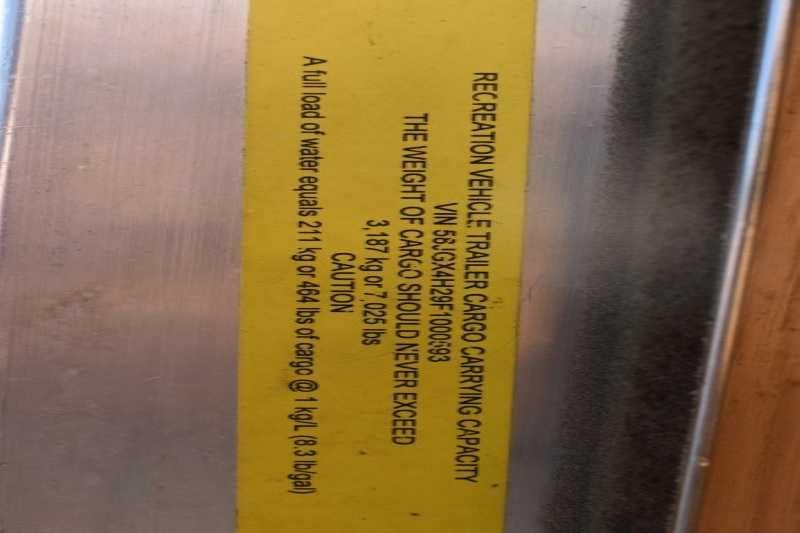 RECREATION VEHICLE TRAILER CARGO CARRYING CAPACITY
VIN
THE WEIGHT OF CARGO SHOULD NEVER EXCEED
3,187 kg or 7,025 lbs
CAUTION
A full load of water equals 211 kg or 464 lbs of cargo @ 1 kg/L (8.3 lb/gal)